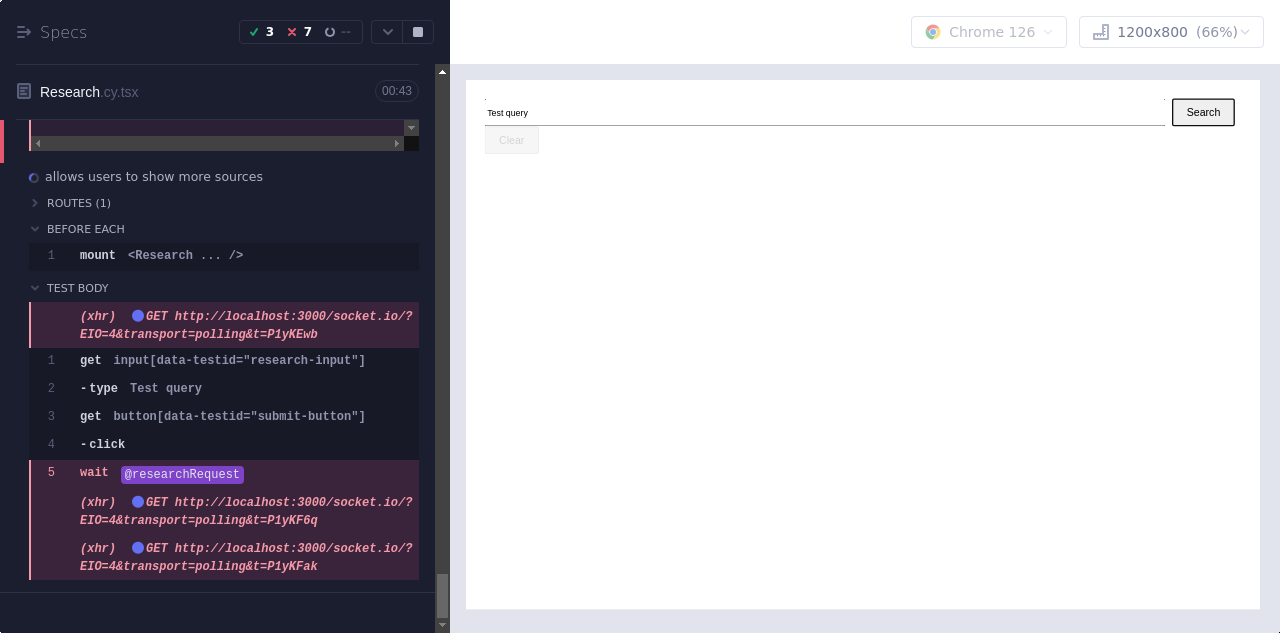 Specs
3 7 --
Chrome 126
1200x800 (66%)
Research.cy.tsx
00:43
allows users to show more sources
ROUTES (1)
BEFORE EACH
1 mount <Research ... />
TEST BODY
(xhr) GET http://localhost:3000/socket.io/?
EIO=4&transport=polling&t=P1yKEwb
1 get input[data-testid="research-input"]
2 -type Test query
3 get button[data-testid="submit-button"]
4 -click
5 wait @researchRequest
(xhr) GET http://localhost:3000/socket.io/?
EIO=4&transport=polling&t=P1yKF6q
(xhr) GET http://localhost:3000/socket.io/?
EIO=4&transport=polling&t=P1yKFak
Test query
Search
Clear